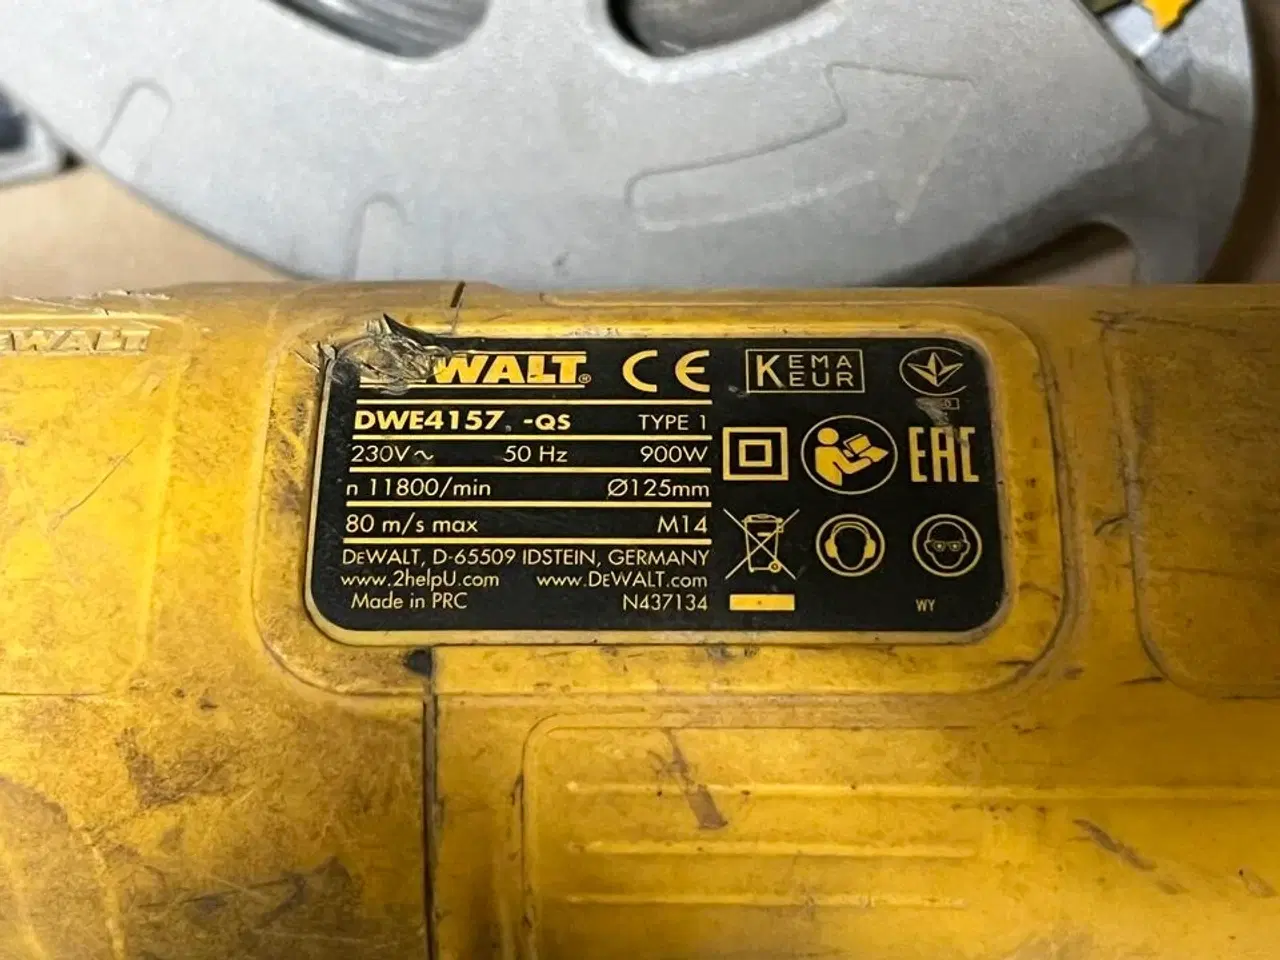 DEWALT
DEWALT® CE KEMA KEUR
DWE4157 -QS TYPE 1
230V~ 50 Hz 900W
EAC
n 11800/min Ø125mm
80 m/s max M14
DEWALT, D-65509 IDSTEIN, GERMANY
www.2helpU.com www.DEWALT.com
Made in PRC N437134 WY